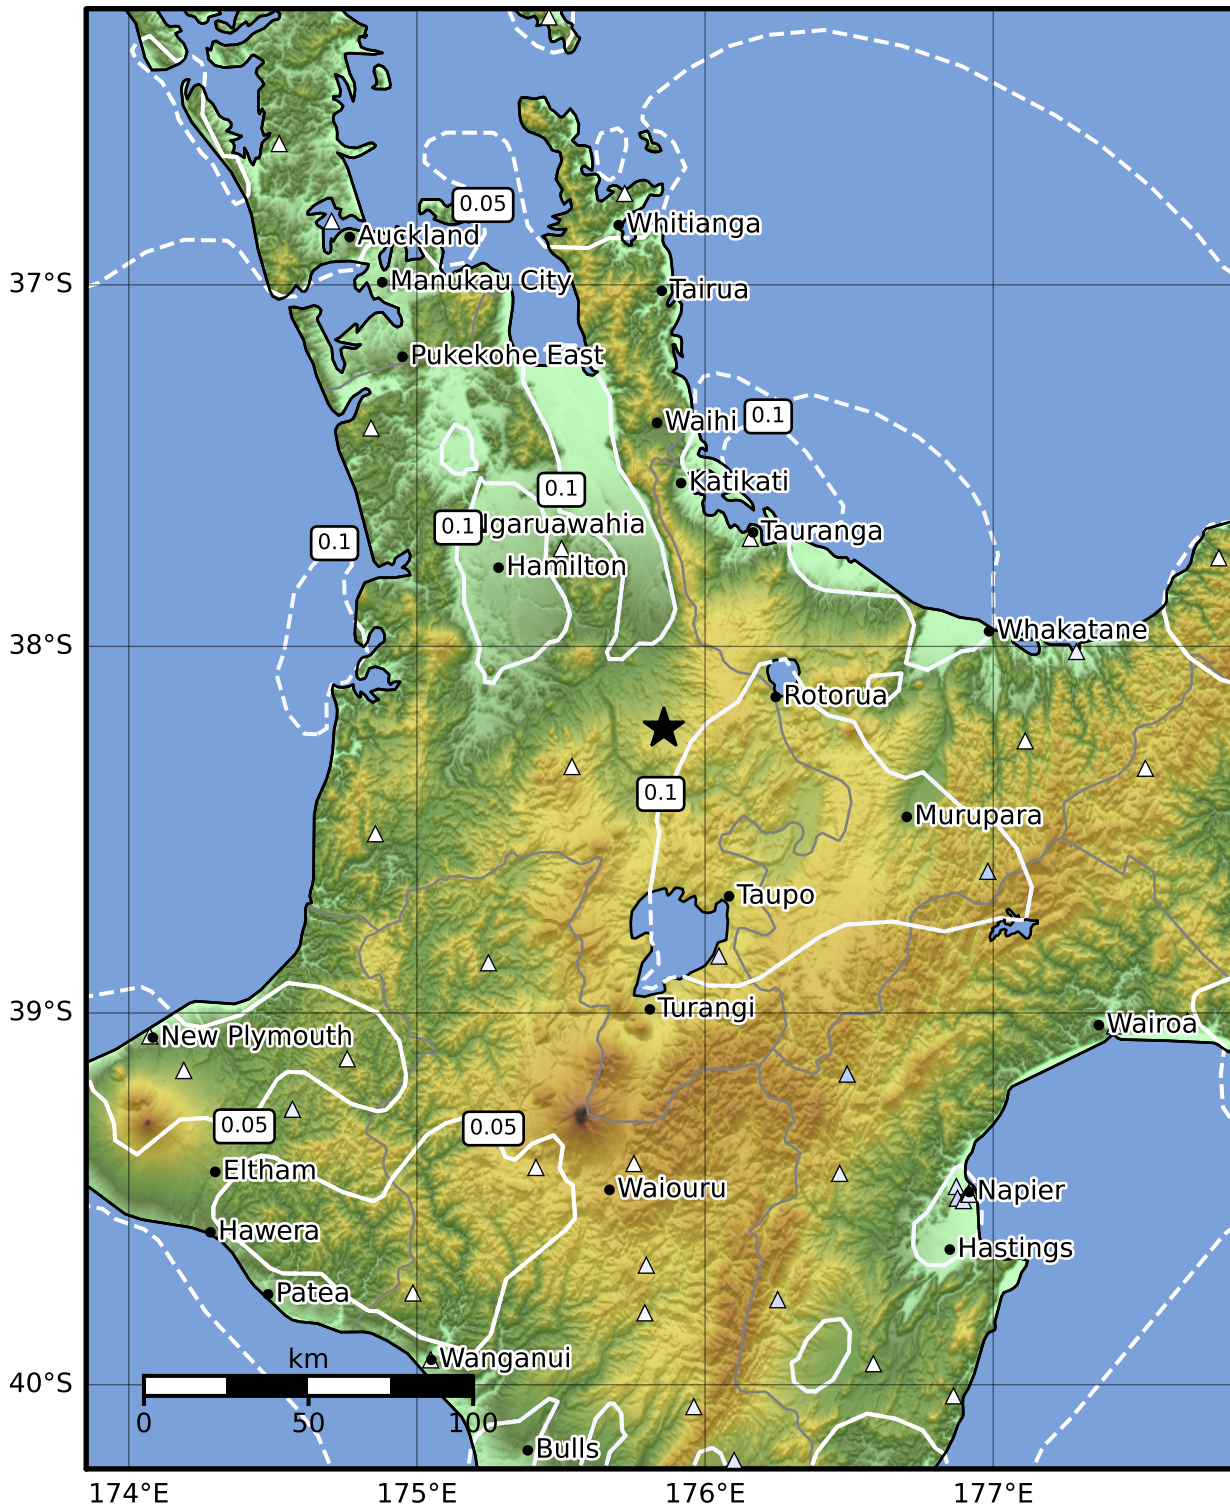 0.05
Whitianga
Auckland
Manukau City
37°S
Tairua
Pukekohe East
Waihi
0.1
Katikati
0.1
0.1
Ngaruawahia
Tauranga
0.1
Hamilton
Whakatane
38°S
Rotorua
0.1
Murupara
Taupo
Turangi
39°S
Wairoa
New Plymouth
0.05
0.05
Eltham
Waiouru
Napier
Hawera
Hastings
Patea
km
Wanganui
40°S
0
50
100
Bulls
174°E
175°E
176°E
177°E